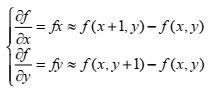 ∂f/∂x = fx ≈ f(x+1, y) − f(x, y)
∂f/∂y = fy ≈ f(x, y+1) − f(x, y)